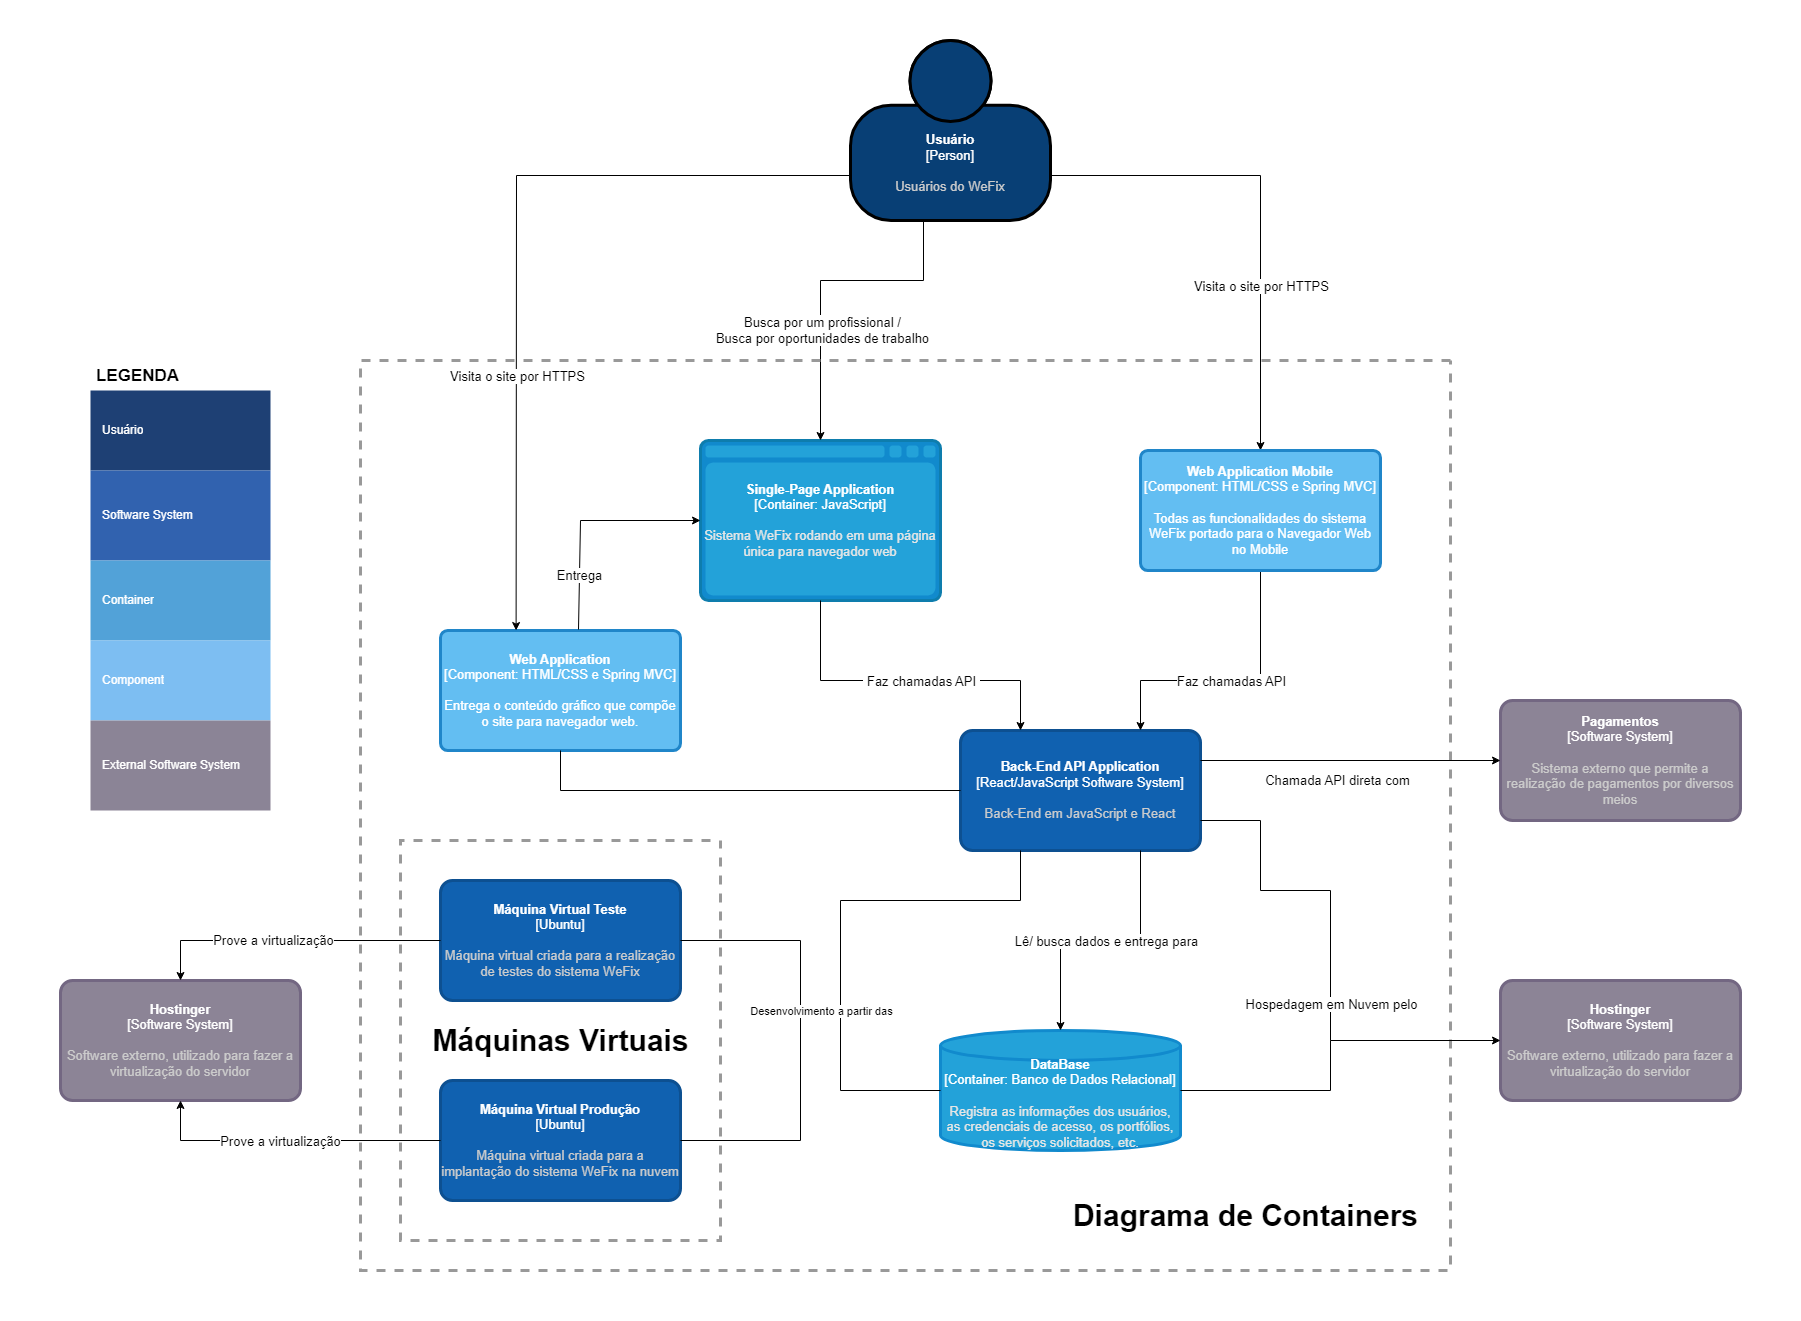 Usuário
[Person]
Usuários do WeFix
Visita o site por HTTPS
Busca por um profissional /
Busca por oportunidades de trabalho
Visita o site por HTTPS
LEGENDA
Usuário
Software System
Container
Component
External Software System
Single-Page Application
[Container: JavaScript]
Sistema WeFix rodando em uma página
única para navegador web
Web Application Mobile
[Component: HTML/CSS e Spring MVC]
Todas as funcionalidades do sistema
WeFix portado para o Navegador Web
no Mobile
Entrega
Web Application
[Component: HTML/CSS e Spring MVC]
Entrega o conteúdo gráfico que compõe
o site para navegador web.
Faz chamadas API
Faz chamadas API
Back-End API Application
[React/JavaScript Software System]
Back-End em JavaScript e React
Chamada API direta com
Pagamentos
[Software System]
Sistema externo que permite a
realização de pagamentos por diversos
meios
Máquina Virtual Teste
[Ubuntu]
Máquina virtual criada para a realização
de testes do sistema WeFix
Prove a virtualização
Lê/ busca dados e entrega para
Hostinger
[Software System]
Software externo, utilizado para fazer a
virtualização do servidor
Máquinas Virtuais
Desenvolvimento a partir das
Hospedagem em Nuvem pelo
Hostinger
[Software System]
Software externo, utilizado para fazer a
virtualização do servidor
DataBase
[Container: Banco de Dados Relacional]
Registra as informações dos usuários,
as credenciais de acesso, os portfólios,
os serviços solicitados, etc.
Prove a virtualização
Máquina Virtual Produção
[Ubuntu]
Máquina virtual criada para a
implantação do sistema WeFix na nuvem
Diagrama de Containers